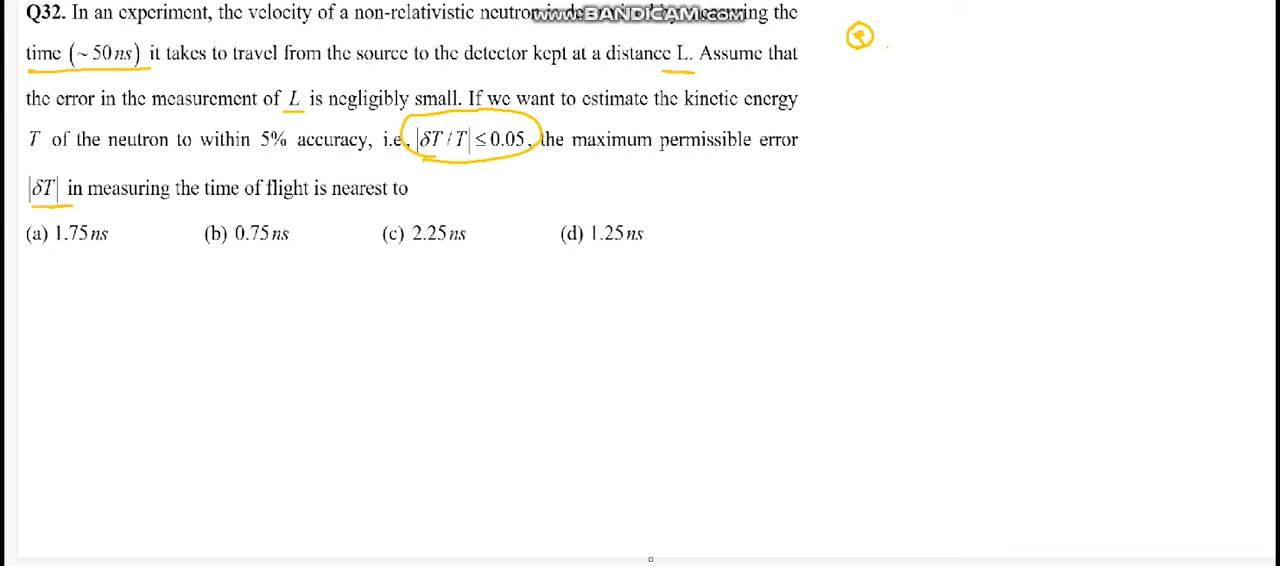 Q32. In an experiment, the velocity of a non-relativistic neutron is determined by measuring the
www.BANDICAM.com
time (~ 50 ns) it takes to travel from the source to the detector kept at a distance L. Assume that
the error in the measurement of L is negligibly small. If we want to estimate the kinetic energy
T of the neutron to within 5% accuracy, i.e. |δT / T| ≤ 0.05, the maximum permissible error
|δT| in measuring the time of flight is nearest to
(a) 1.75 ns (b) 0.75 ns (c) 2.25 ns (d) 1.25 ns